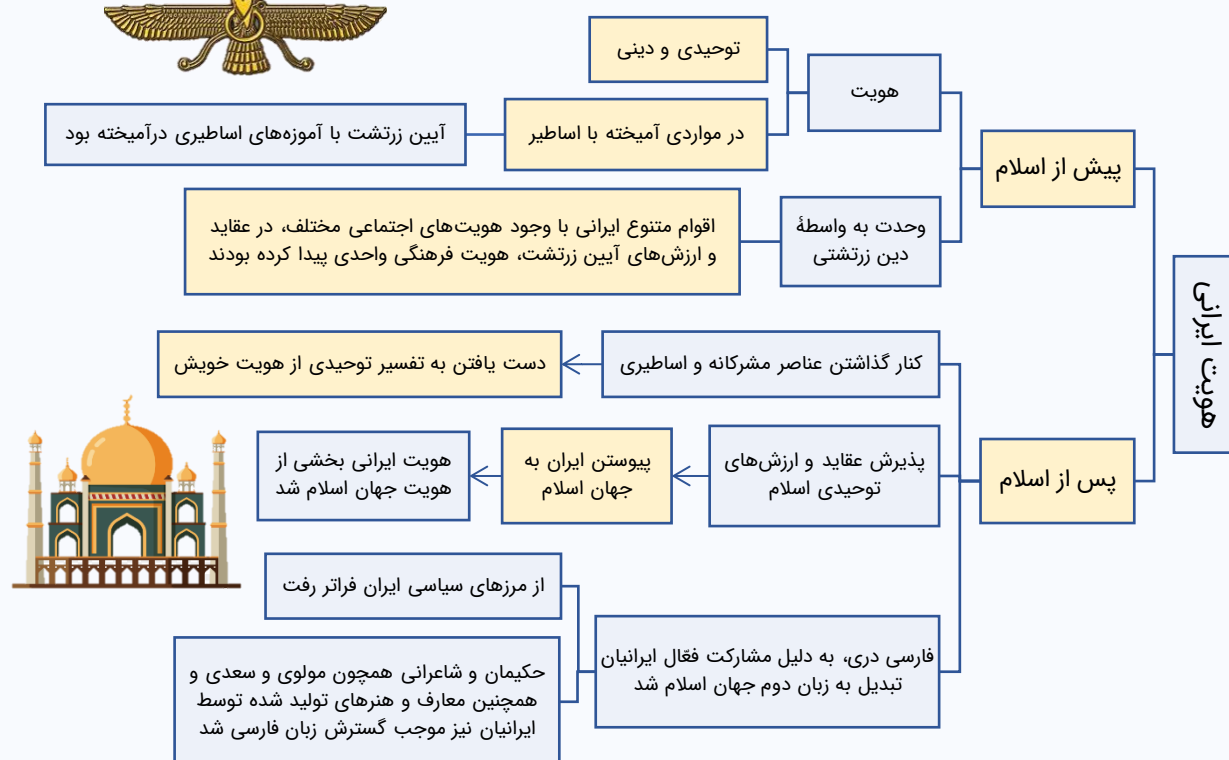 هویت ایرانی
پیش از اسلام
هویت
توحیدی و دینی
در مواردی آمیخته با اساطیر
آیین زرتشت با آموزه‌های اساطیری درآمیخته بود
وحدت به واسطهٔ
دین زرتشتی
اقوام متنوع ایرانی با وجود هویت‌های اجتماعی مختلف، در عقاید
و ارزش‌های آیین زرتشت، هویت فرهنگی واحدی پیدا کرده بودند
پس از اسلام
کنار گذاشتن عناصر مشرکانه و اساطیری
دست یافتن به تفسیر توحیدی از هویت خویش
پذیرش عقاید و ارزش‌های
توحیدی اسلام
پیوستن ایران به
جهان اسلام
هویت ایرانی بخشی از
هویت جهان اسلام شد
فارسی دری، به دلیل مشارکت فعّال ایرانیان
تبدیل به زبان دوم جهان اسلام شد
از مرزهای سیاسی ایران فراتر رفت
حکیمان و شاعرانی همچون مولوی و سعدی و
همچنین معارف و هنرهای تولید شده توسط
ایرانیان نیز موجب گسترش زبان فارسی شد